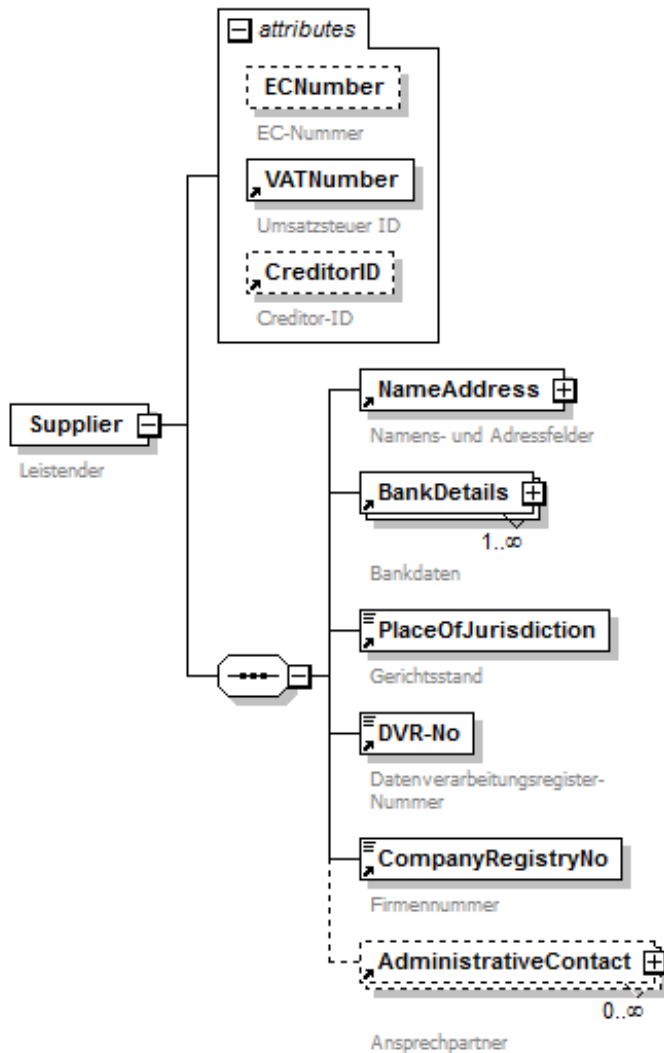 attributes
ECNumber
EC-Nummer
VATNumber
Umsatzsteuer ID
CreditorID
Creditor-ID
Supplier
Leistender
NameAddress
Namens- und Adressfelder
BankDetails
1..∞
Bankdaten
PlaceOfJurisdiction
Gerichtsstand
DVR-No
Datenverarbeitungsregister-
Nummer
CompanyRegistryNo
Firmennummer
AdministrativeContact
0..∞
Ansprechpartner